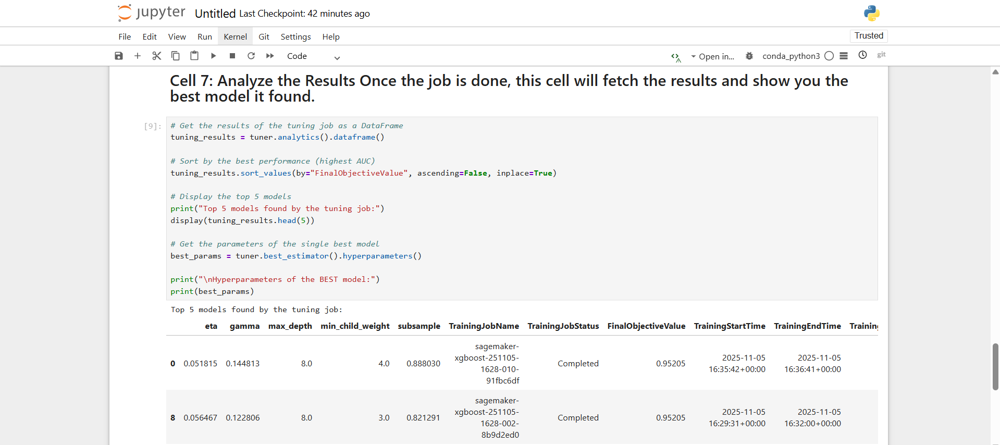 jupyter Untitled Last Checkpoint: 42 minutes ago
File Edit View Run Kernel Git Settings Help Trusted
Code Open in... conda_python3 git
Cell 7: Analyze the Results Once the job is done, this cell will fetch the results and show you the
best model it found.
[9]: # Get the results of the tuning job as a DataFrame
tuning_results = tuner.analytics().dataframe()
# Sort by the best performance (highest AUC)
tuning_results.sort_values(by="FinalObjectiveValue", ascending=False, inplace=True)
# Display the top 5 models
print("Top 5 models found by the tuning job:")
display(tuning_results.head(5))
# Get the parameters of the single best model
best_params = tuner.best_estimator().hyperparameters()
print("\nHyperparameters of the BEST model:")
print(best_params)
Top 5 models found by the tuning job:
eta gamma max_depth min_child_weight subsample TrainingJobName TrainingJobStatus FinalObjectiveValue TrainingStartTime TrainingEndTime Training
sagemaker-
xgboost-251105- 2025-11-05 2025-11-05
0 0.051815 0.144813 8.0 4.0 0.888030 Completed 0.95205
1628-010- 16:35:42+00:00 16:36:41+00:00
91fbc6df
sagemaker-
xgboost-251105- 2025-11-05 2025-11-05
8 0.056467 0.122806 8.0 3.0 0.821291 Completed 0.95205
1628-002- 16:29:31+00:00 16:32:00+00:00
8b9d2ed0